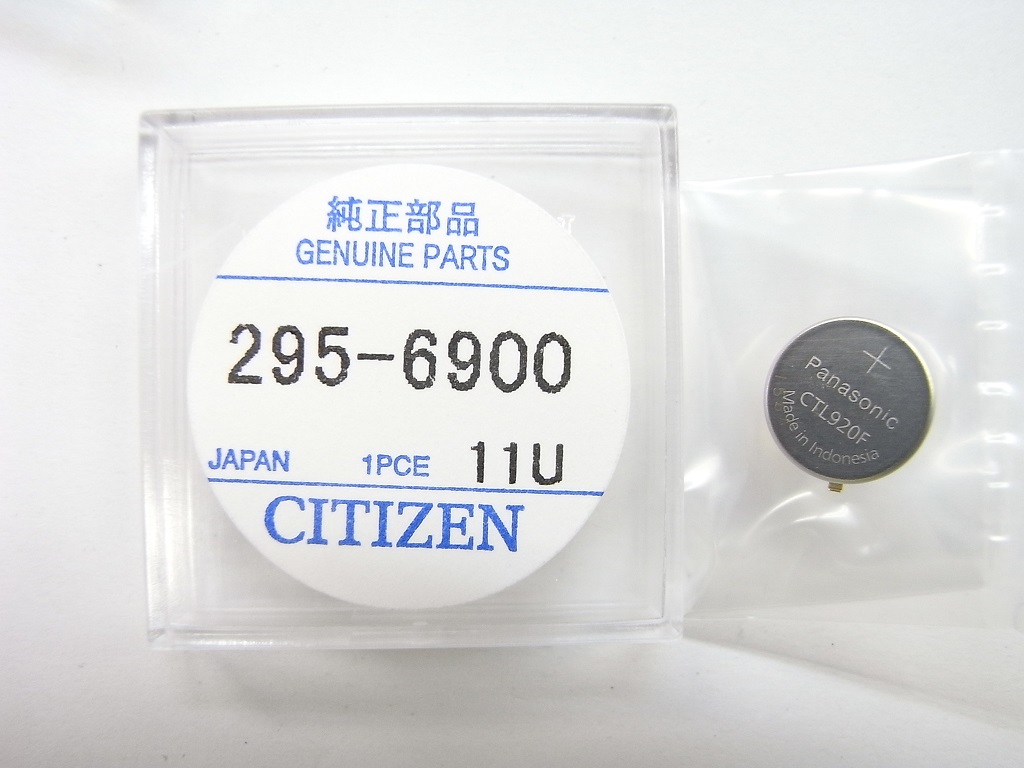 純正部品
GENUINE PARTS
295-6900
JAPAN 1PCE 11U
CITIZEN
+
Panasonic
CTL920F
Made in Indonesia